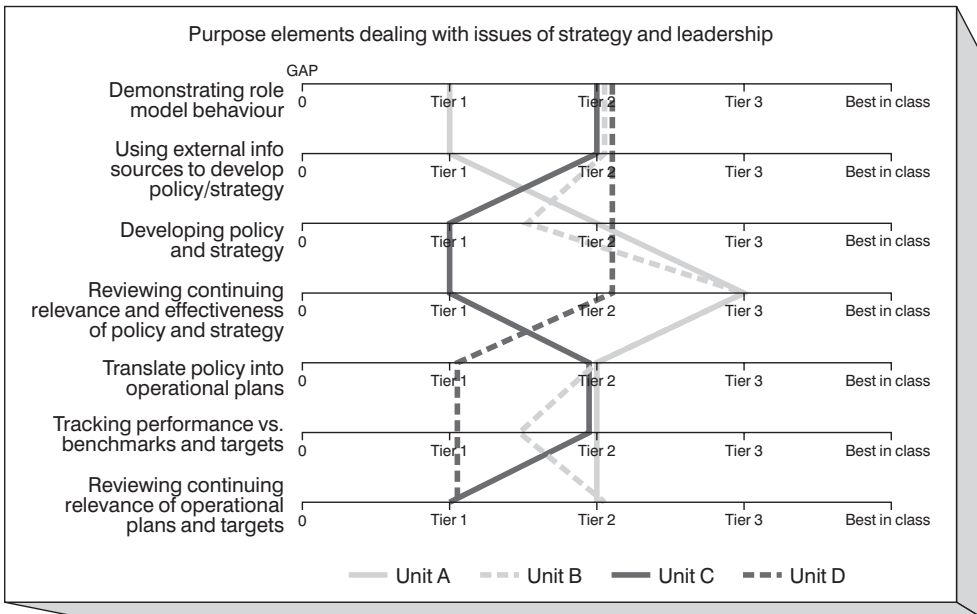 Purpose elements dealing with issues of strategy and leadership
GAP
Demonstrating role
model behaviour
0 Tier 1 Tier 2 Tier 3 Best in class
Using external info
sources to develop
policy/strategy
0 Tier 1 Tier 2 Tier 3 Best in class
Developing policy
and strategy
0 Tier 1 Tier 2 Tier 3 Best in class
Reviewing continuing
relevance and effectiveness
of policy and strategy
0 Tier 1 Tier 2 Tier 3 Best in class
Translate policy into
operational plans
0 Tier 1 Tier 2 Tier 3 Best in class
Tracking performance vs.
benchmarks and targets
0 Tier 1 Tier 2 Tier 3 Best in class
Reviewing continuing
relevance of operational
plans and targets
0 Tier 1 Tier 2 Tier 3 Best in class
Unit A Unit B Unit C Unit D